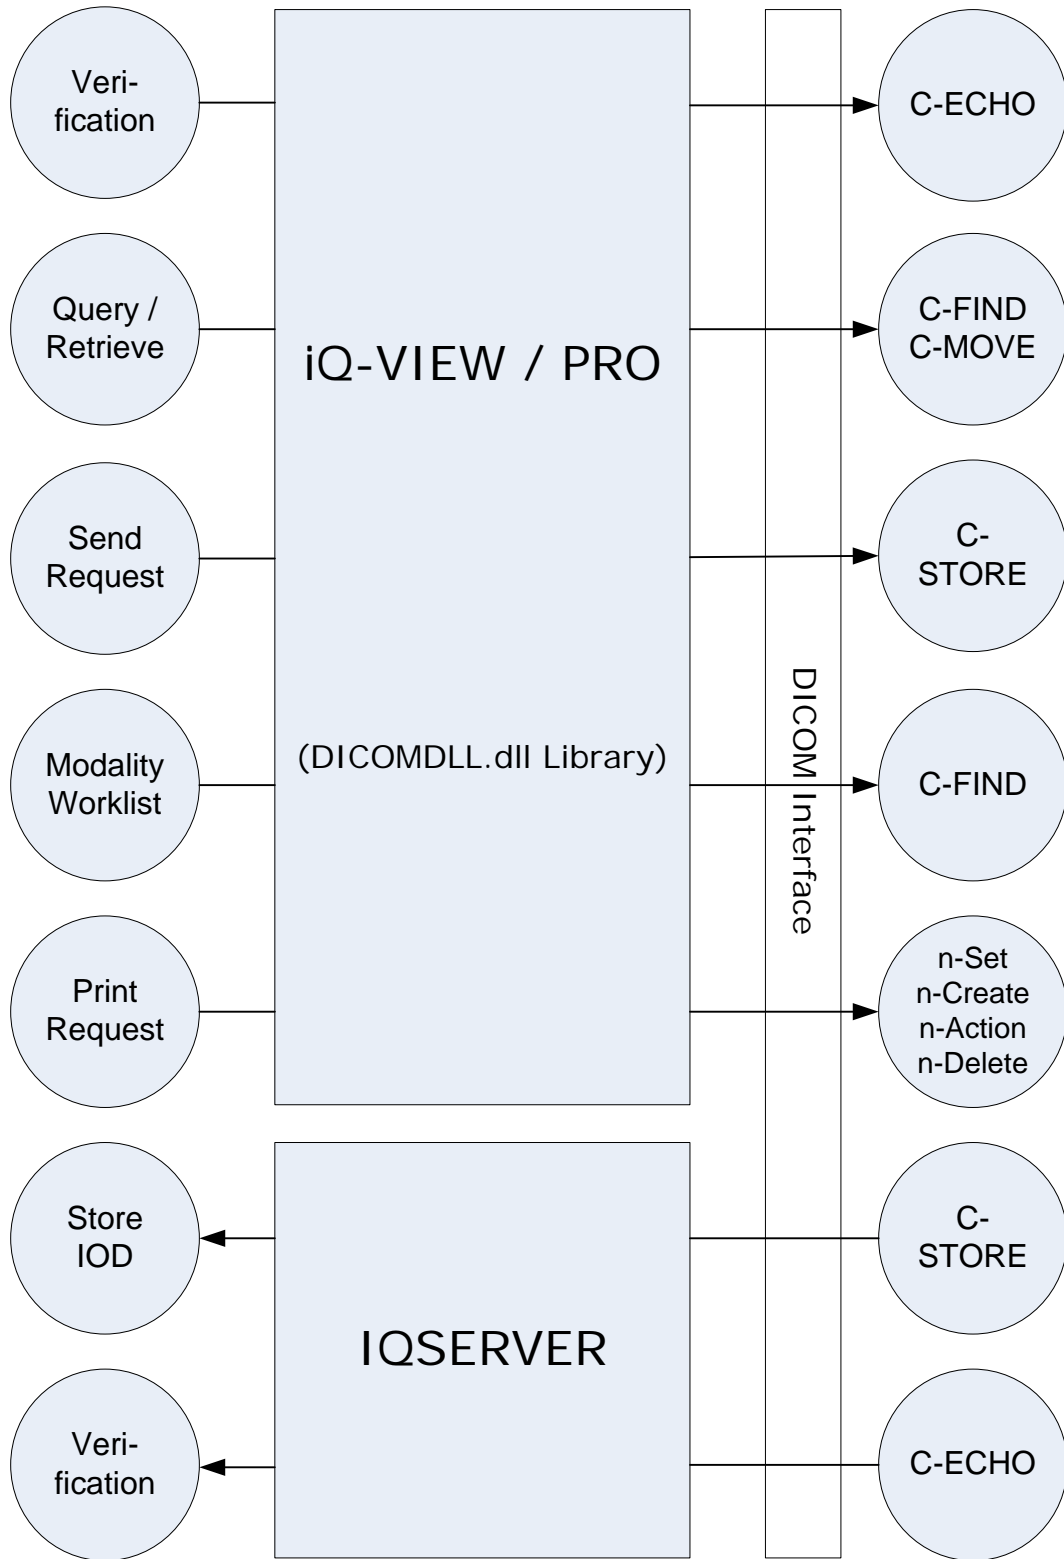 Veri-
fication
C-ECHO
Query /
Retrieve
iQ-VIEW / PRO
C-FIND
C-MOVE
Send
Request
C-
STORE
Modality
Worklist
(DICOMDLL.dll Library)
DICOM Interface
C-FIND
Print
Request
n-Set
n-Create
n-Action
n-Delete
Store
IOD
IQSERVER
C-
STORE
Veri-
fication
C-ECHO